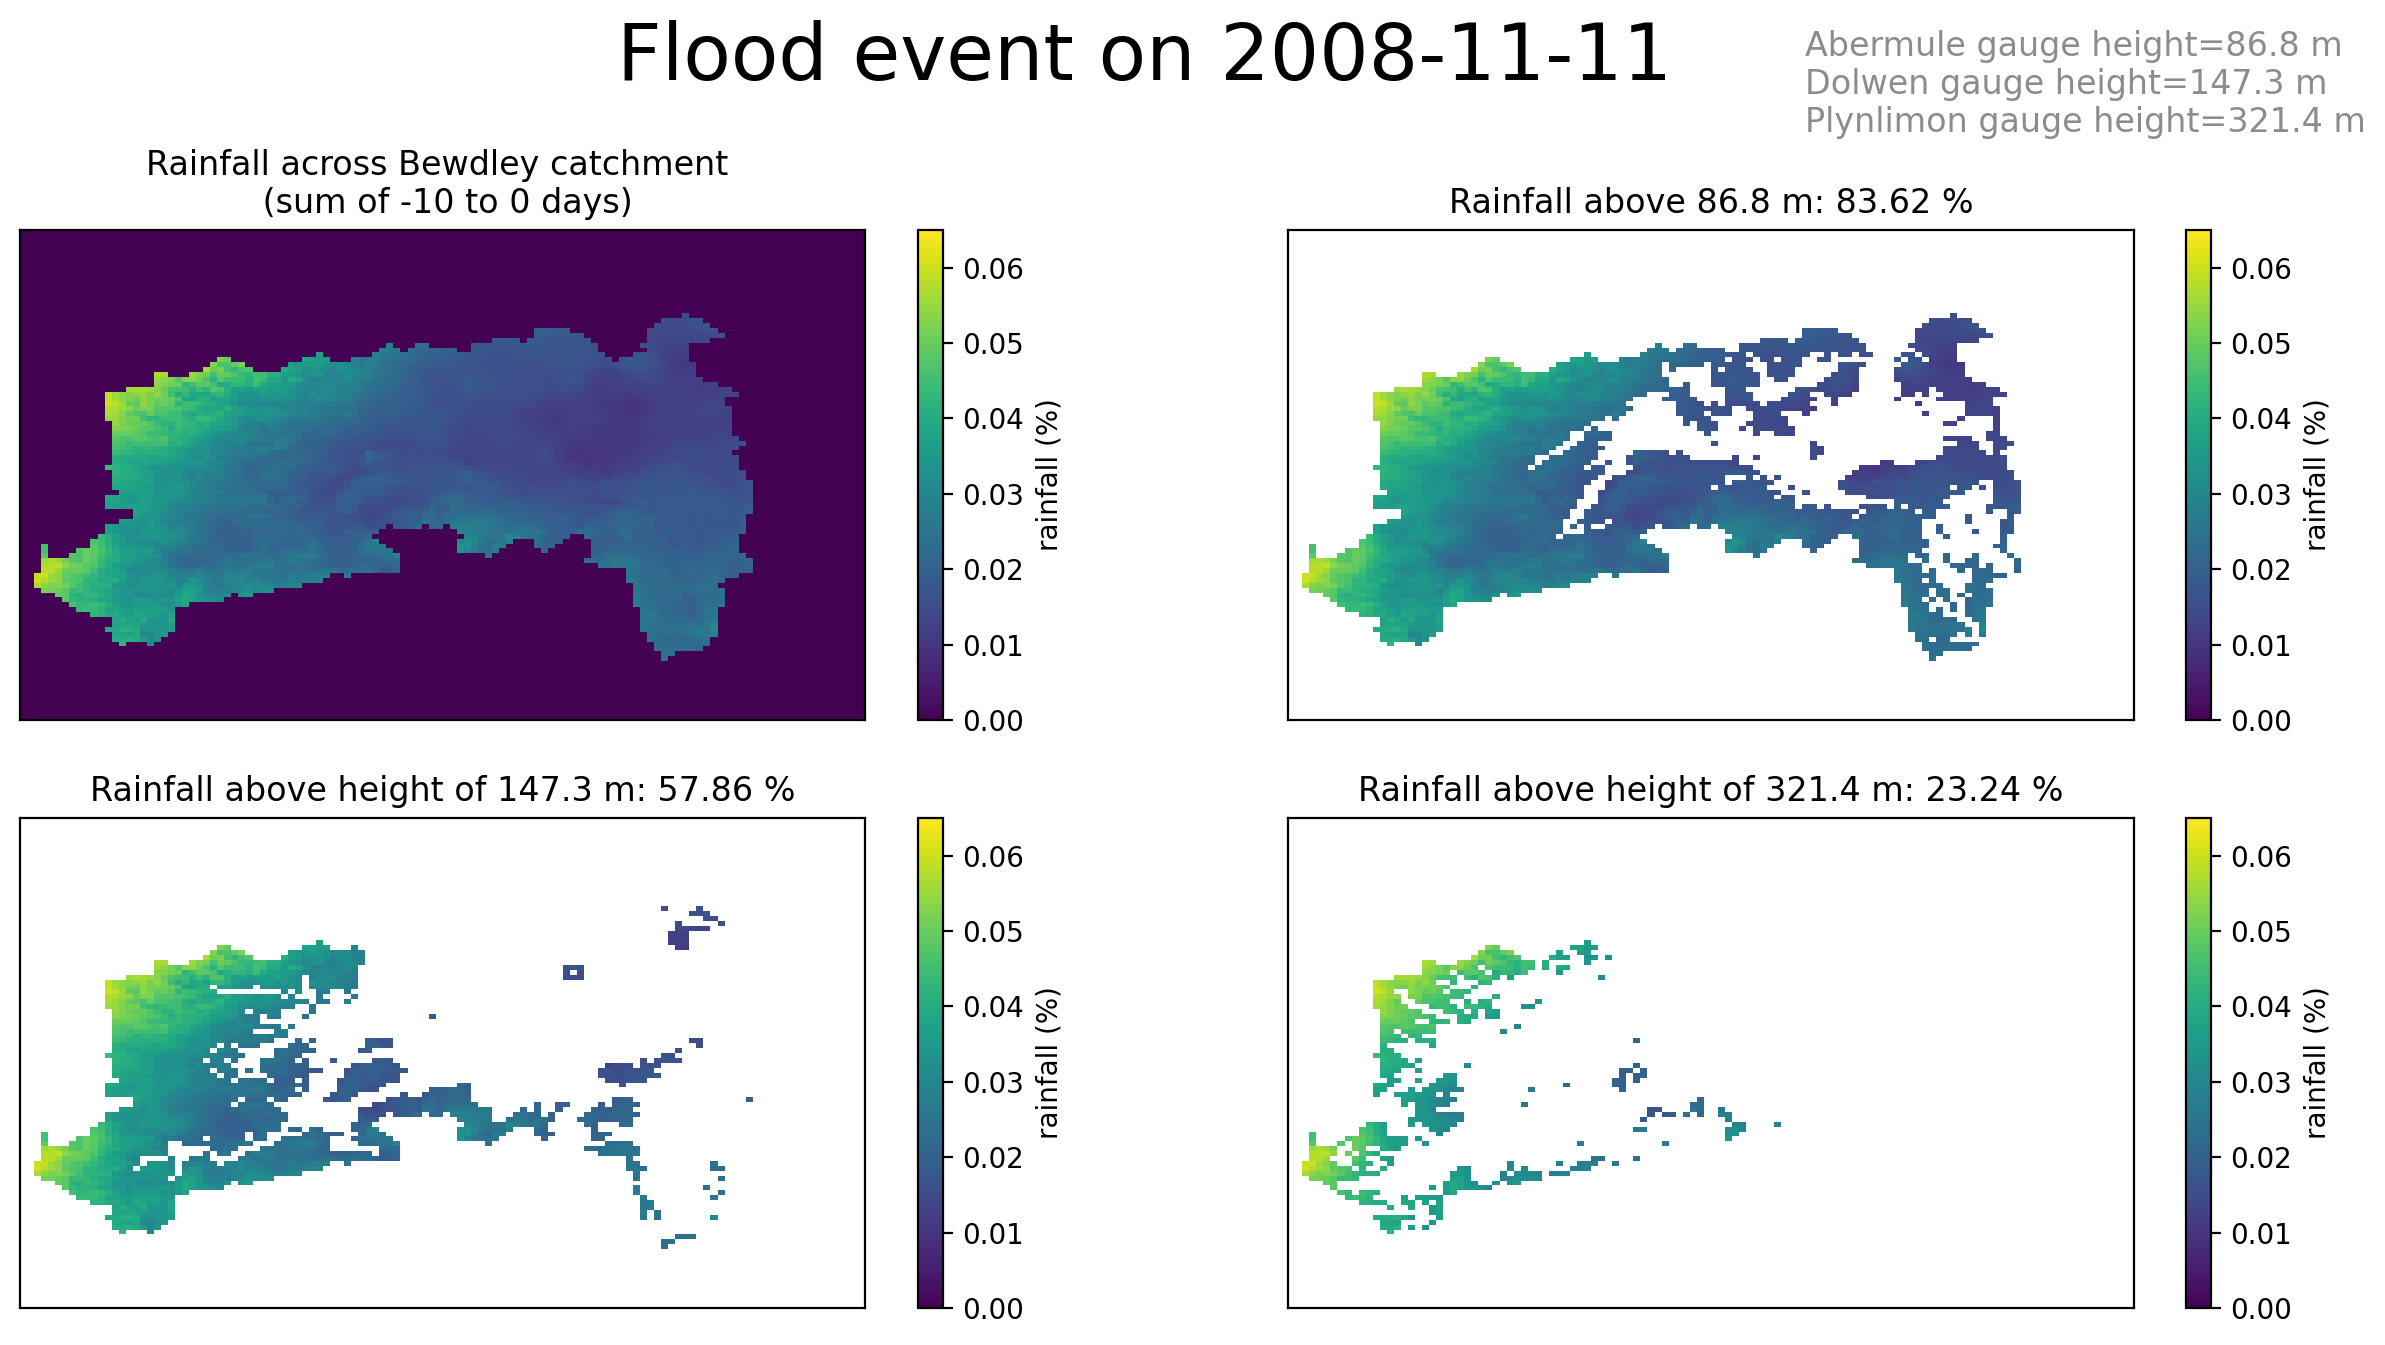 Flood event on 2008-11-11
Abermule gauge height=86.8 m
Dolwen gauge height=147.3 m
Plynlimon gauge height=321.4 m
Rainfall across Bewdley catchment
(sum of -10 to 0 days)
0.06
0.05
0.04
0.03
0.02
0.01
0.00
rainfall (%)
Rainfall above 86.8 m: 83.62 %
0.06
0.05
0.04
0.03
0.02
0.01
0.00
rainfall (%)
Rainfall above height of 147.3 m: 57.86 %
0.06
0.05
0.04
0.03
0.02
0.01
0.00
rainfall (%)
Rainfall above height of 321.4 m: 23.24 %
0.06
0.05
0.04
0.03
0.02
0.01
0.00
rainfall (%)